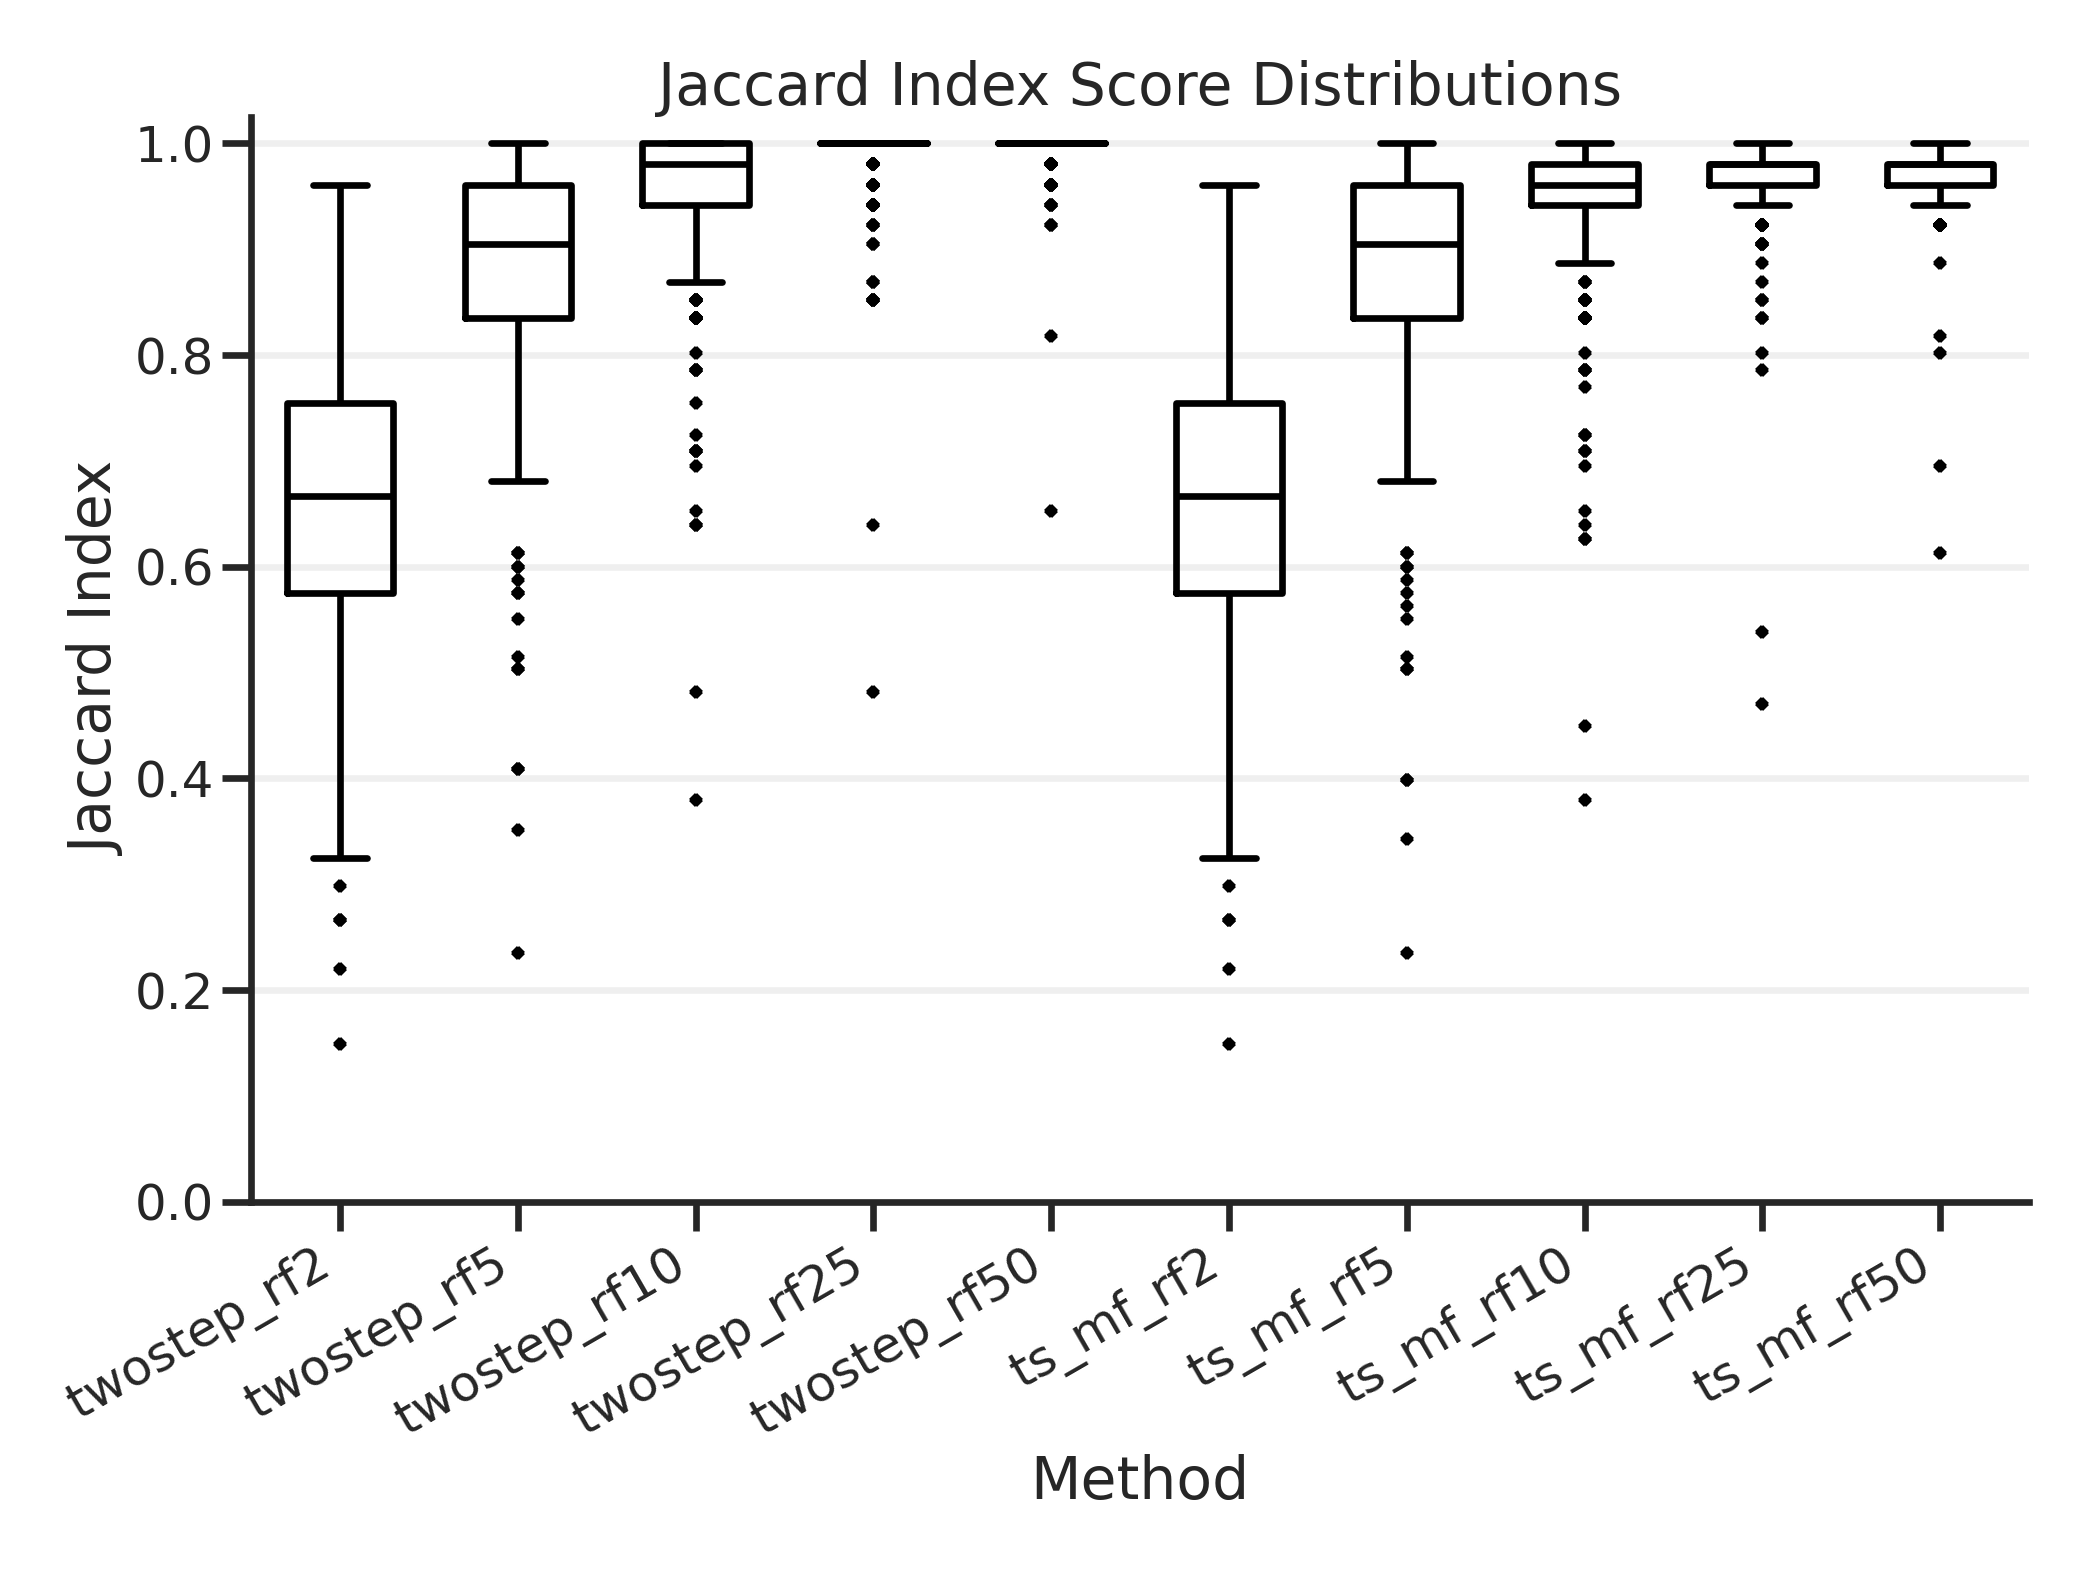 Jaccard Index Score Distributions
Jaccard Index
1.0
0.8
0.6
0.4
0.2
0.0
twostep_rf2
twostep_rf5
twostep_rf10
twostep_rf25
twostep_rf50
ts_mf_rf2
ts_mf_rf5
ts_mf_rf10
ts_mf_rf25
ts_mf_rf50
Method